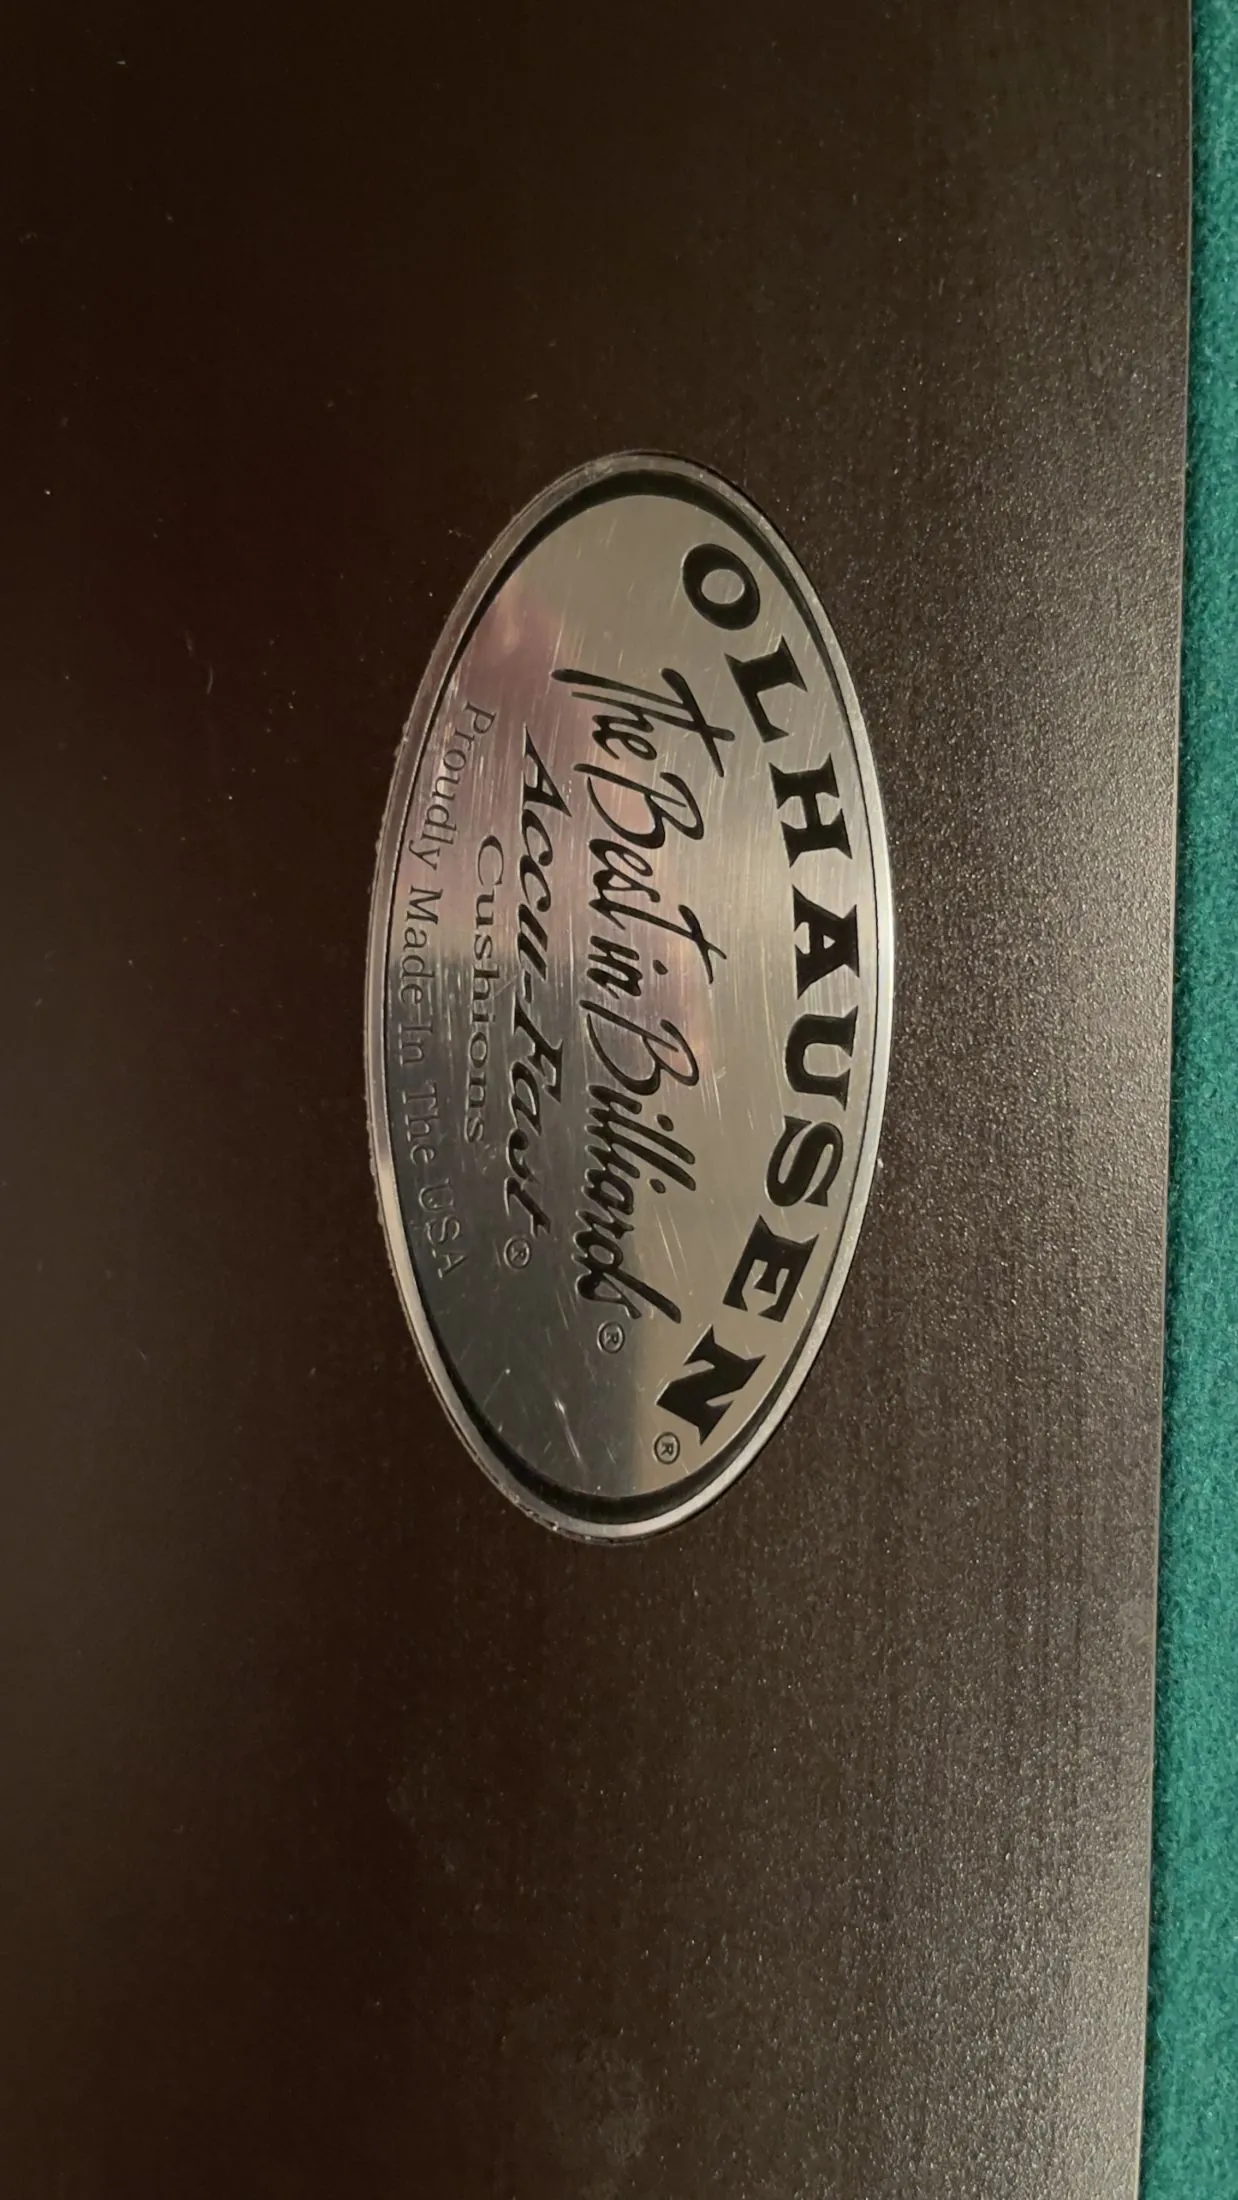 OLHAUSEN®
The Best in Billiards®
Accu-Fast®
Cushions
Proudly Made In The USA